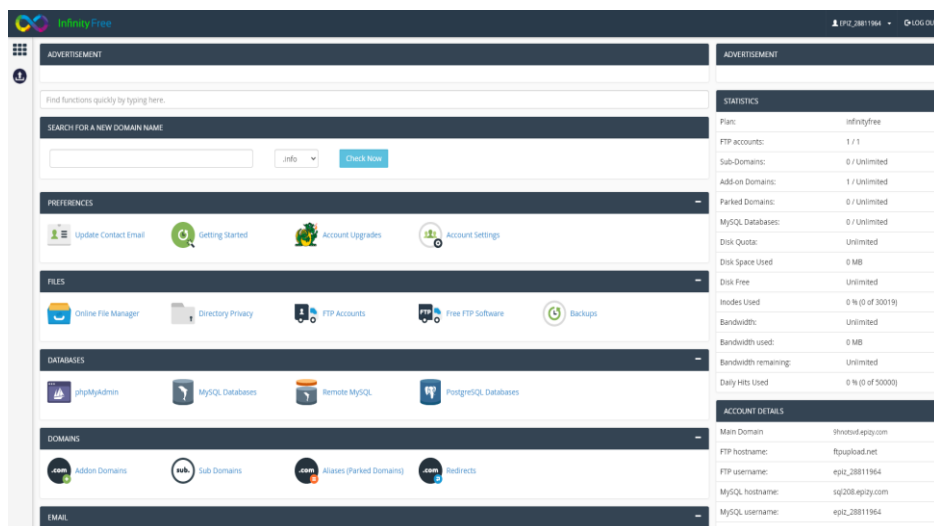 InfinityFree
EPIZ_28811964 LOG OU
ADVERTISEMENT
Find functions quickly by typing here.
SEARCH FOR A NEW DOMAIN NAME
.info Check Now
PREFERENCES
Update Contact Email Getting Started Account Upgrades Account Settings
FILES
Online File Manager Directory Privacy FTP Accounts FTP Free FTP Software Backups
DATABASES
phpMyAdmin MySQL Databases Remote MySQL PostgreSQL Databases
DOMAINS
.com Addon Domains sub. Sub Domains .com Aliases (Parked Domains) .com Redirects
EMAIL
ADVERTISEMENT
STATISTICS
Plan: infinityfree
FTP accounts: 1 / 1
Sub-Domains: 0 / Unlimited
Add-on Domains: 1 / Unlimited
Parked Domains: 0 / Unlimited
MySQL Databases: 0 / Unlimited
Disk Quota: Unlimited
Disk Space Used 0 MB
Disk Free Unlimited
Inodes Used 0 % (0 of 30019)
Bandwidth: Unlimited
Bandwidth used: 0 MB
Bandwidth remaining: Unlimited
Daily Hits Used 0 % (0 of 50000)
ACCOUNT DETAILS
Main Domain 9hnotsvd.epizy.com
FTP hostname: ftpupload.net
FTP username: epiz_28811964
MySQL hostname: sql208.epizy.com
MySQL username: epiz_28811964